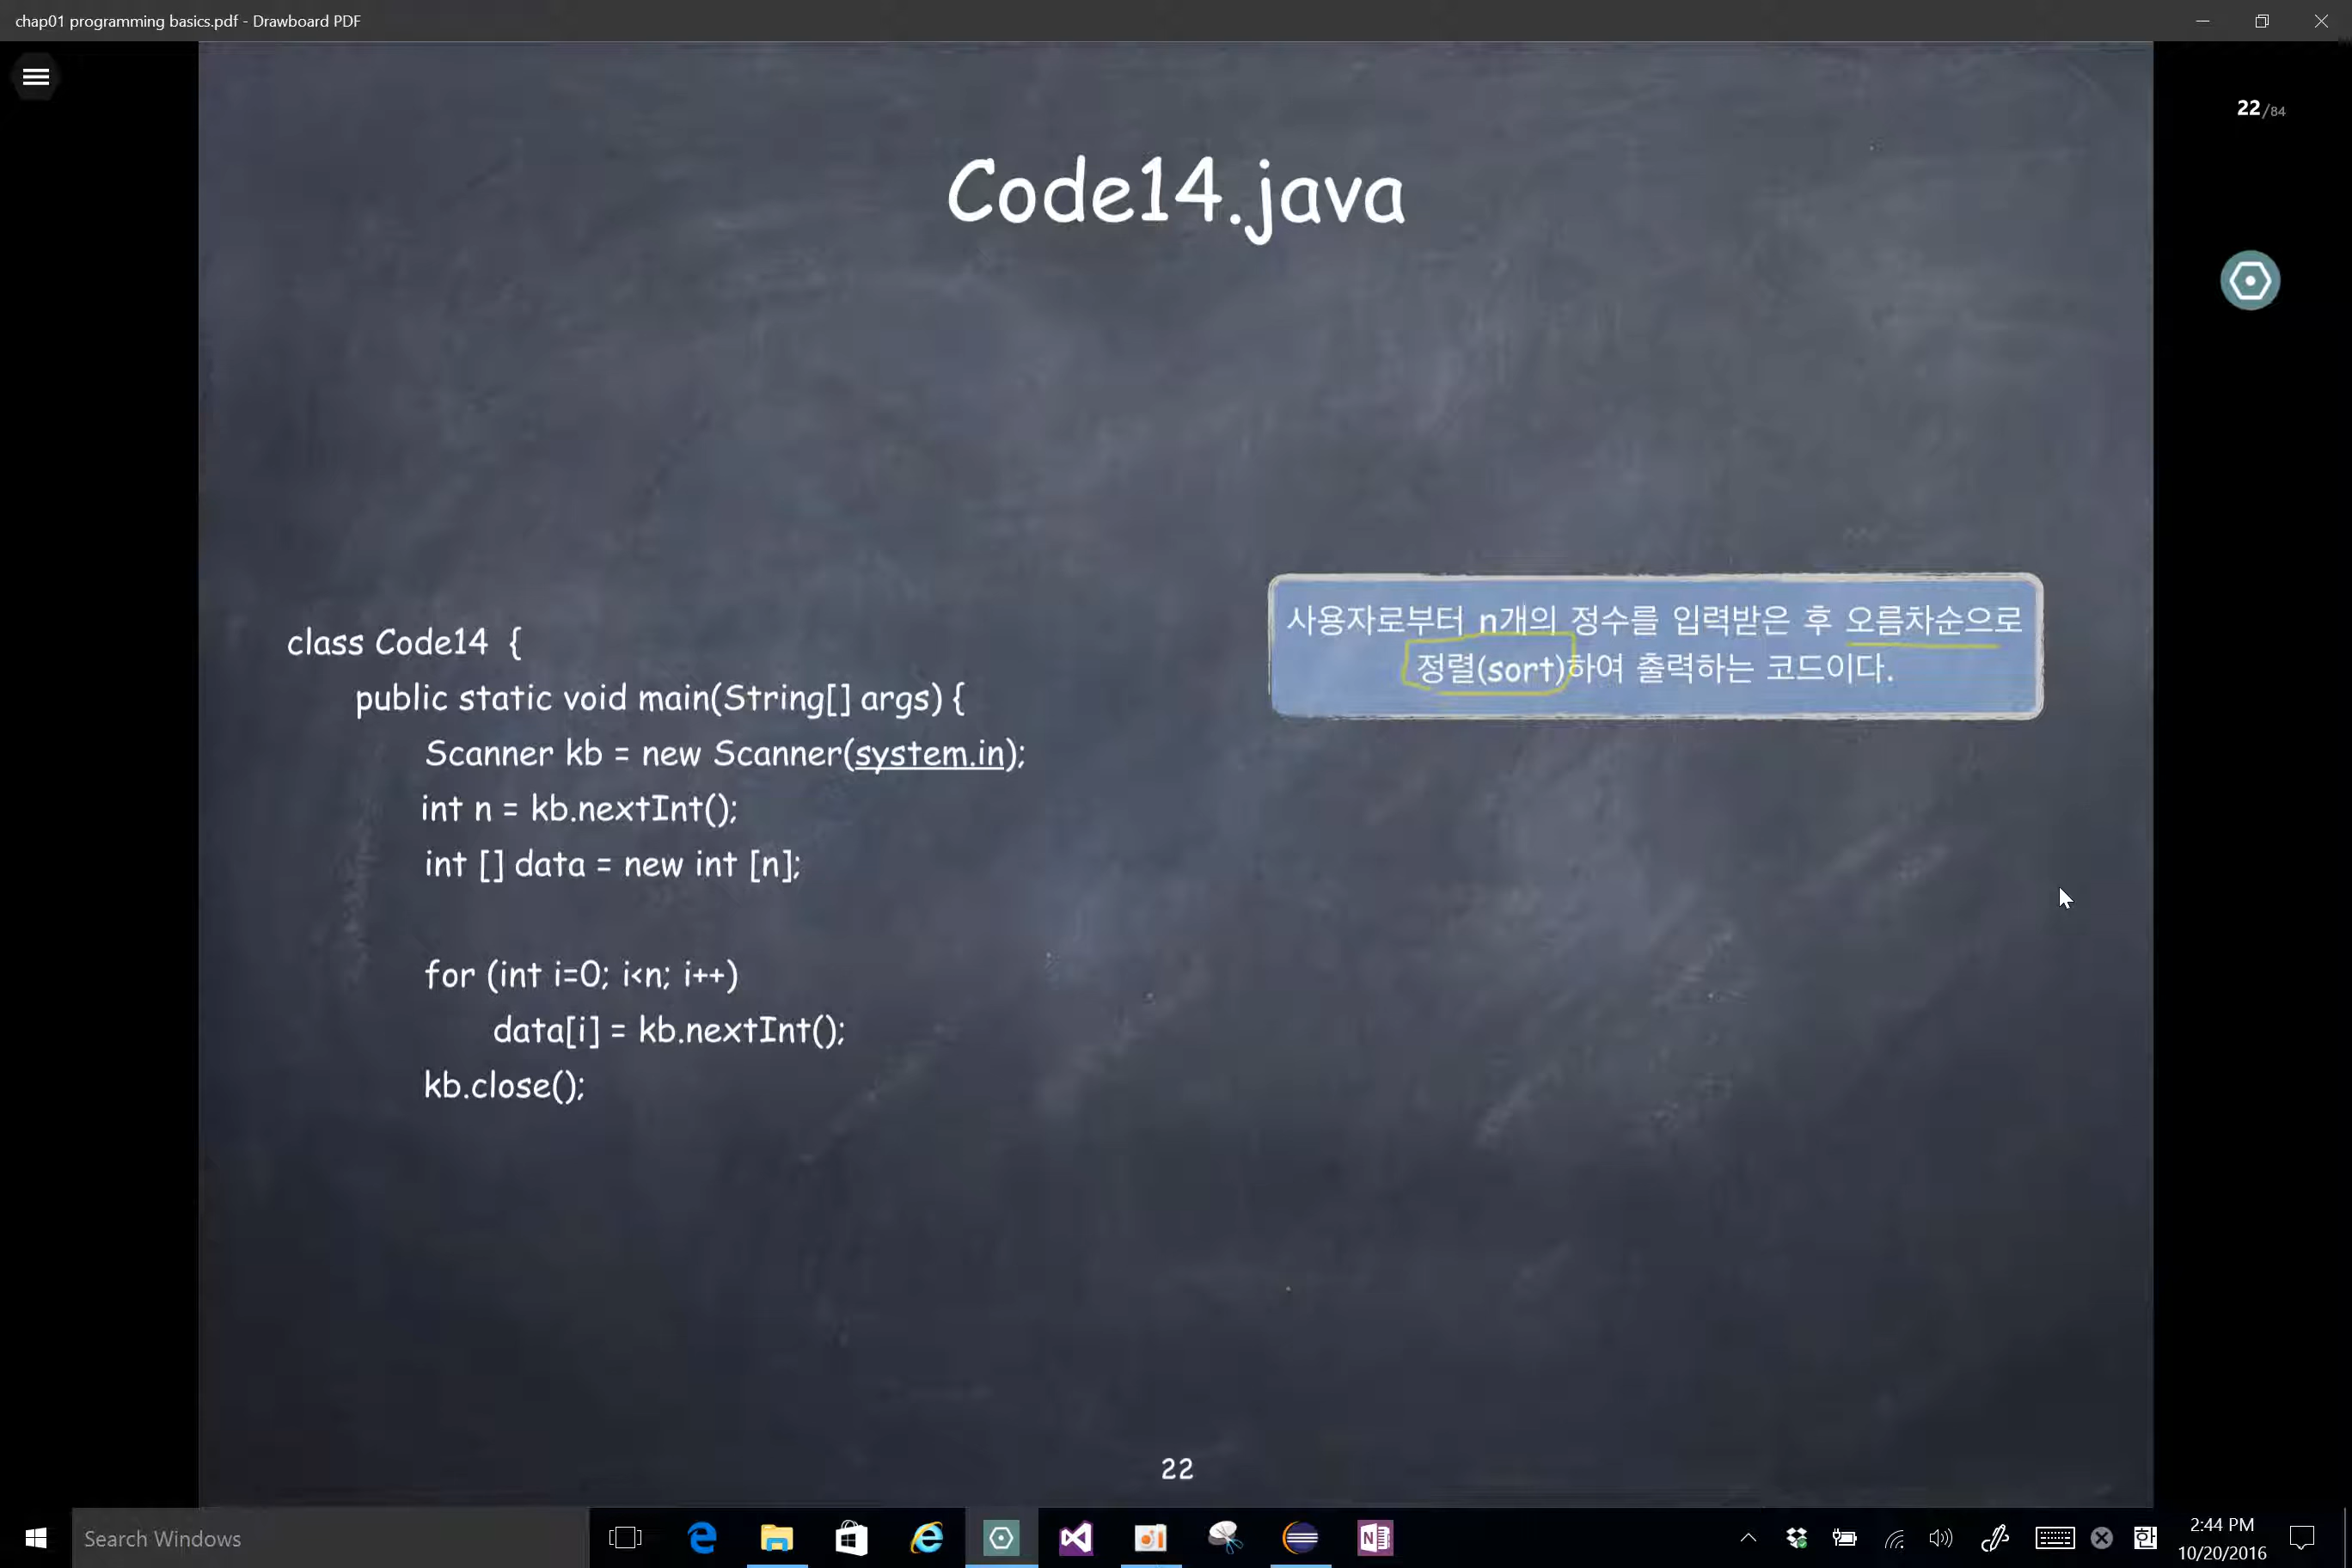 chap01 programming basics.pdf - Drawboard PDF
22/84
Code14.java
사용자로부터 n개의 정수를 입력받은 후 오름차순으로
정렬(sort)하여 출력하는 코드이다.
class Code14 {
public static void main(String[] args) {
Scanner kb = new Scanner(system.in);
int n = kb.nextInt();
int [] data = new int [n];
for (int i=0; i<n; i++)
data[i] = kb.nextInt();
kb.close();
22
Search Windows
한
2:44 PM
10/20/2016